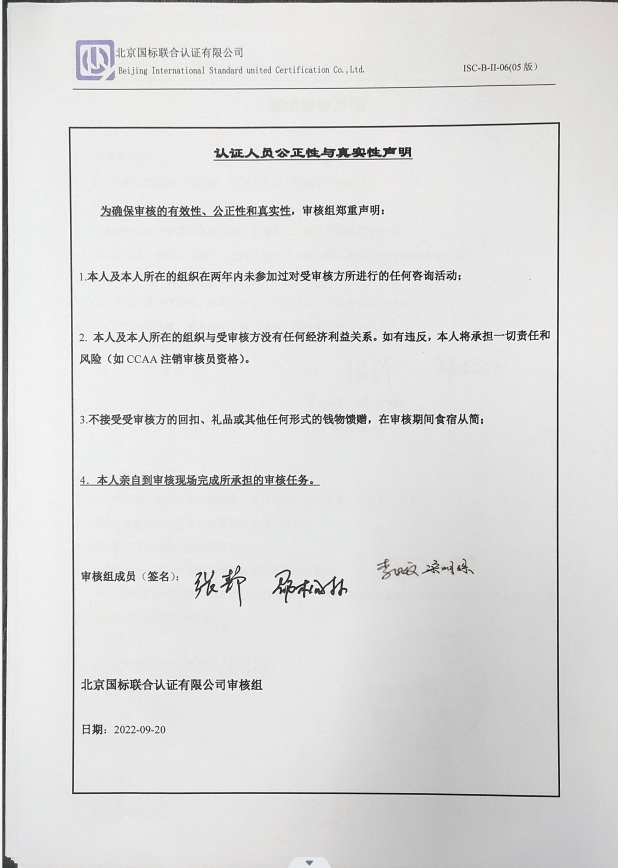 北京国标联合认证有限公司
Beijing International Standard united Certification Co.,Ltd.
ISC-B-II-06(05 版)
认证人员公正性与真实性声明
为确保审核的有效性、公正性和真实性，审核组郑重声明：
1.本人及本人所在的组织在两年内未参加过对受审核方所进行的任何咨询活动；
2. 本人及本人所在的组织与受审核方没有任何经济利益关系。如有违反，本人将承担一切责任和
风险（如 CCAA 注销审核员资格）。
3.不接受受审核方的回扣、礼品或其他任何形式的钱物馈赠，在审核期间食宿从简；
4．本人亲自到审核现场完成所承担的审核任务。
审核组成员（签名）：
北京国标联合认证有限公司审核组
日期：2022-09-20